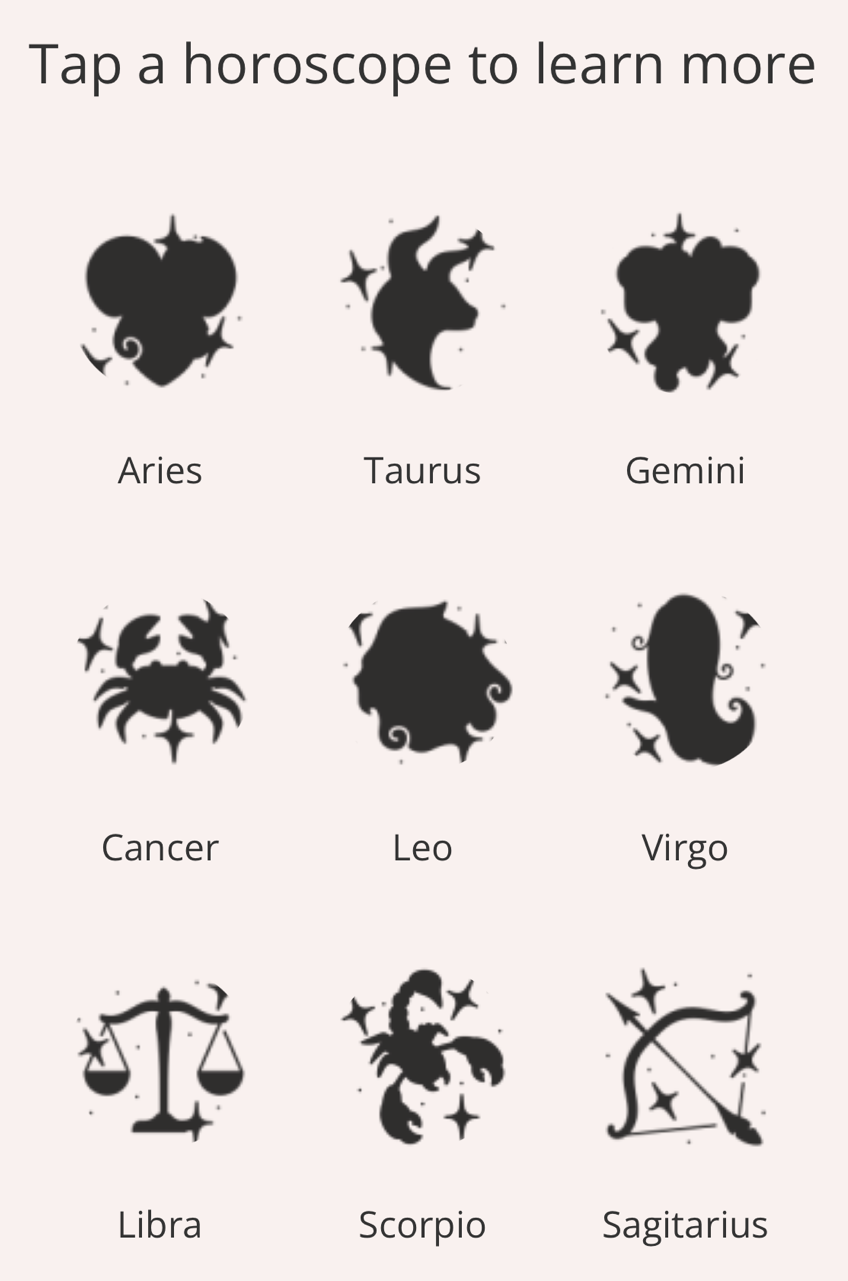 Tap a horoscope to learn more
Aries
Taurus
Gemini
Cancer
Leo
Virgo
Libra
Scorpio
Sagitarius